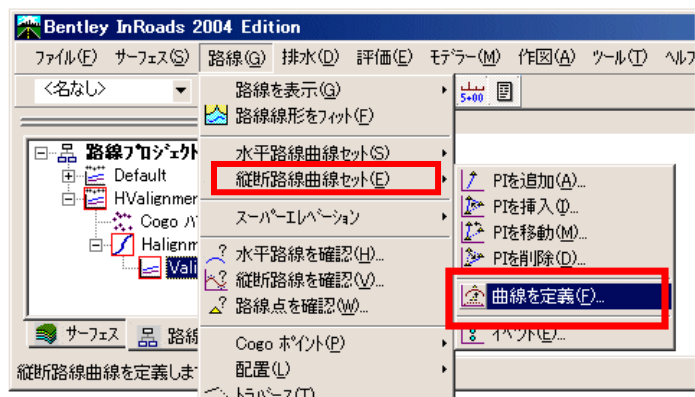 Bentley InRoads 2004 Edition
ファイル(F) サーフェス(S) 路線(G) 排水(D) 評価(E) モデラー(M) 作図(A) ツール(T) ヘルプ
<名なし>
路線を表示(G)
路線線形をフィット(F)
水平路線曲線セット(S)
縦断路線曲線セット(E)
スーパーエレベーション
水平路線を確認(H)...
縦断路線を確認(V)...
路線点を確認(W)...
Cogo ポイント(P)
配置(L)
トラバース(T)
5+00
路線プロジェクト
Default
HValignmen
Cogo バ
Halignm
Vali
サーフェス 路線
縦断路線曲線を定義しま
PIを追加(A)...
PIを挿入(I)...
PIを移動(M)...
PIを削除(D)...
曲線を定義(F)...
イベント(E)...